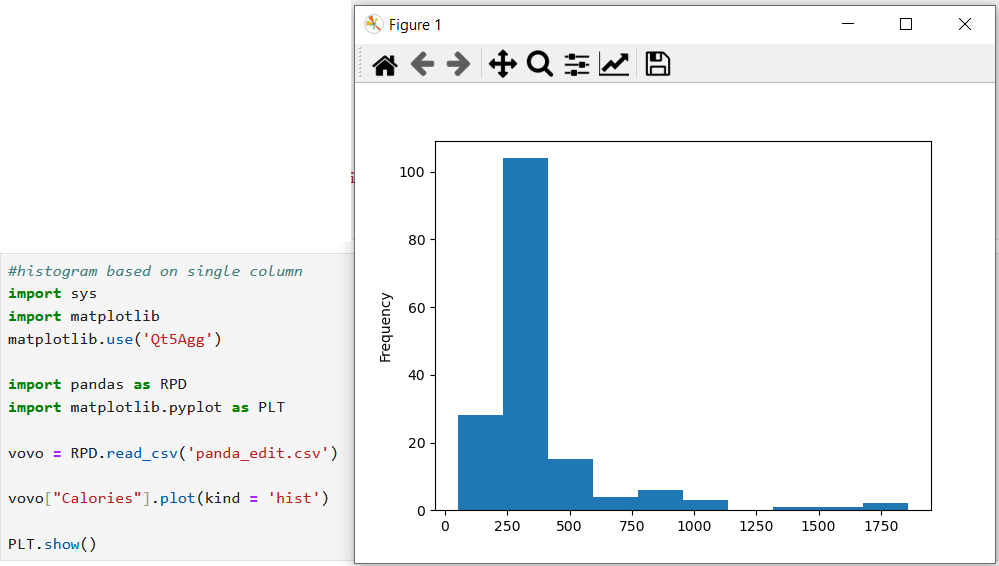 Figure 1
#histogram based on single column
import sys
import matplotlib
matplotlib.use('Qt5Agg')
import pandas as RPD
import matplotlib.pyplot as PLT
vovo = RPD.read_csv('panda_edit.csv')
vovo["Calories"].plot(kind = 'hist')
PLT.show()
i
Frequency
100
80
60
40
20
0
0 250 500 750 1000 1250 1500 1750